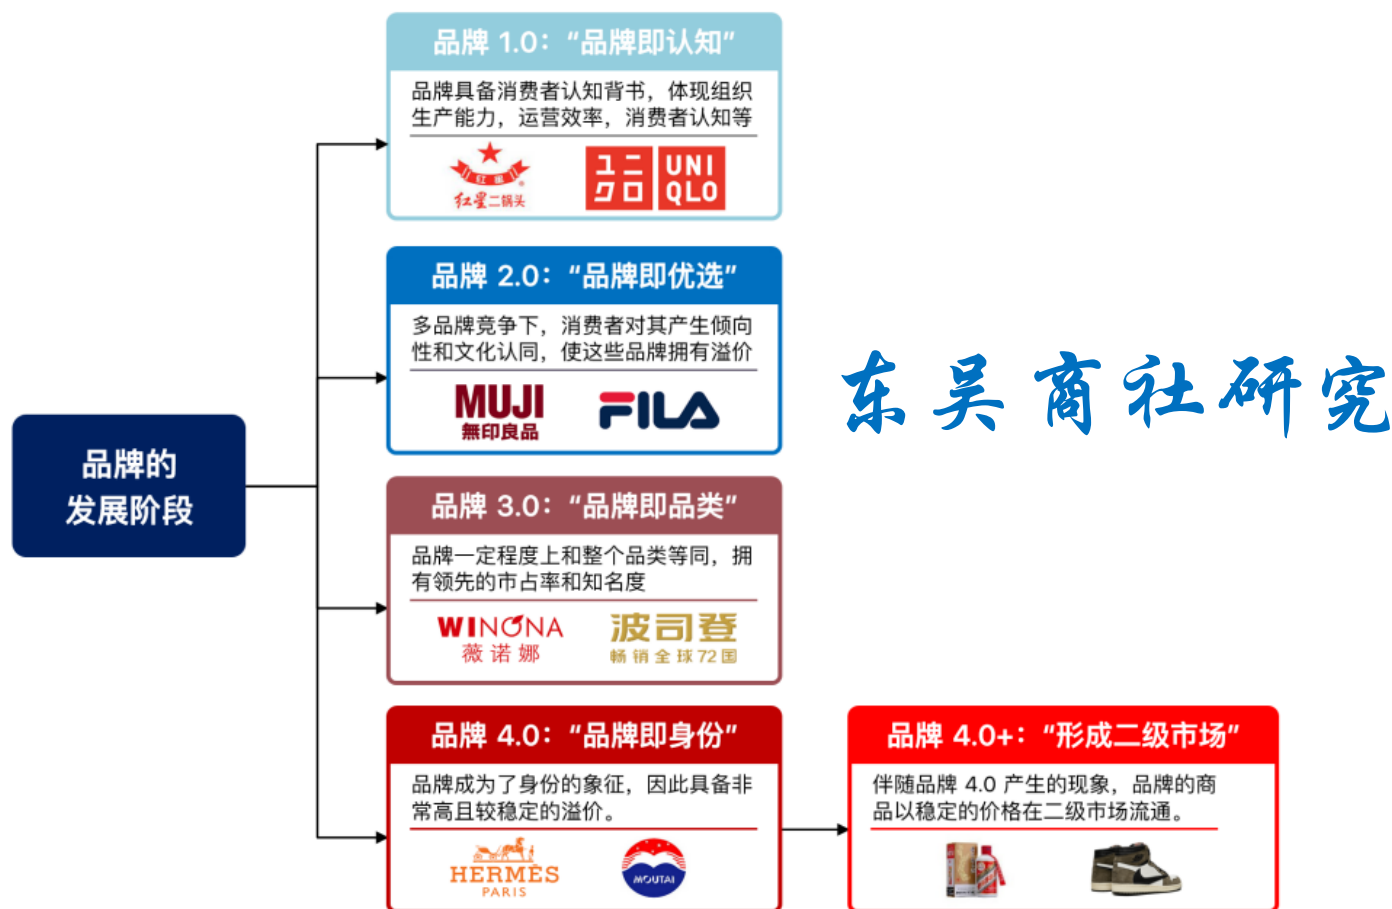 品牌 1.0：“品牌即认知”
品牌具备消费者认知背书，体现组织
生产能力，运营效率，消费者认知等
红星
红星二锅头
ユニ
クロ
UNI
QLO
品牌 2.0：“品牌即优选”
多品牌竞争下，消费者对其产生倾向
性和文化认同，使这些品牌拥有溢价
MUJI
無印良品
FILA
东吴商社研究
品牌的
发展阶段
品牌 3.0：“品牌即品类”
品牌一定程度上和整个品类等同，拥
有领先的市占率和知名度
WINONA
薇诺娜
波司登
畅销全球72国
品牌 4.0：“品牌即身份”
品牌成为了身份的象征，因此具备非
常高且较稳定的溢价。
HERMÈS
PARIS
MOUTAI
品牌 4.0+：“形成二级市场”
伴随品牌 4.0 产生的现象，品牌的商
品以稳定的价格在二级市场流通。